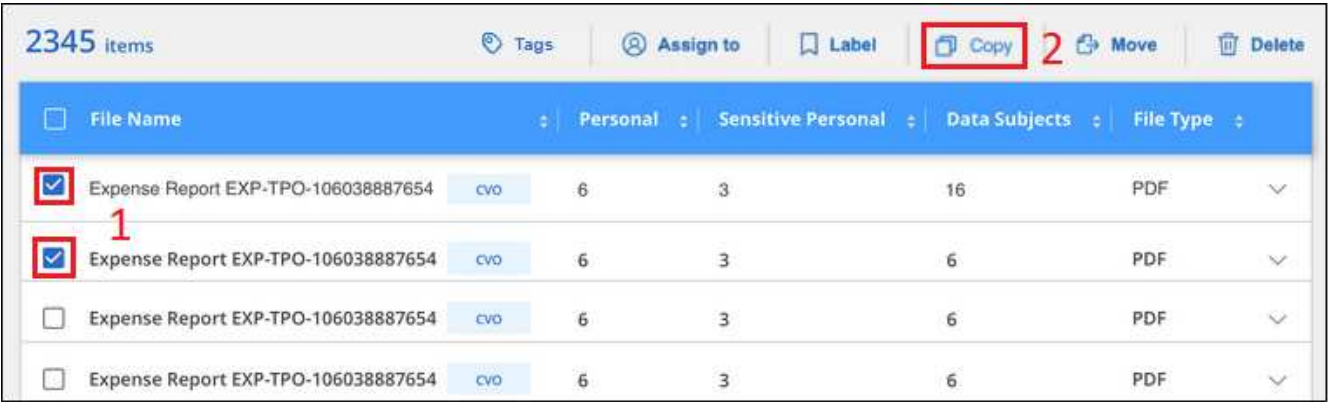 2345 items Tags Assign to Label Copy 2 Move Delete
File Name Personal Sensitive Personal Data Subjects File Type
Expense Report EXP-TPO-106038887654 CVO 6 3 16 PDF
1
Expense Report EXP-TPO-106038887654 CVO 6 3 6 PDF
Expense Report EXP-TPO-106038887654 CVO 6 3 6 PDF
Expense Report EXP-TPO-106038887654 CVO 6 3 6 PDF